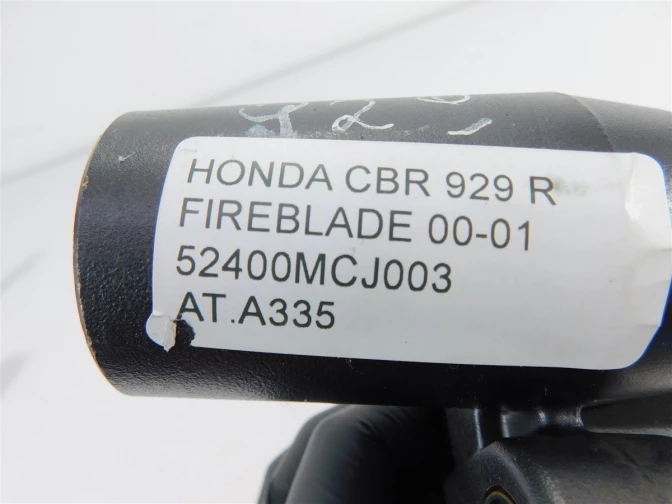 HONDA CBR 929 R
FIREBLADE 00-01
52400MCJ003
AT.A335